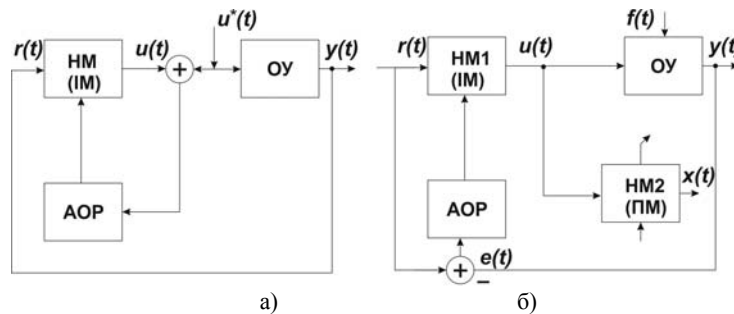 u*(t)
r(t)
НМ
(ІМ)
u(t)
+
ОУ
y(t)
АОР
а)
f(t)
r(t)
НМ1
(ІМ)
u(t)
ОУ
y(t)
НМ2
(ПМ)
x(t)
АОР
+
−
e(t)
б)